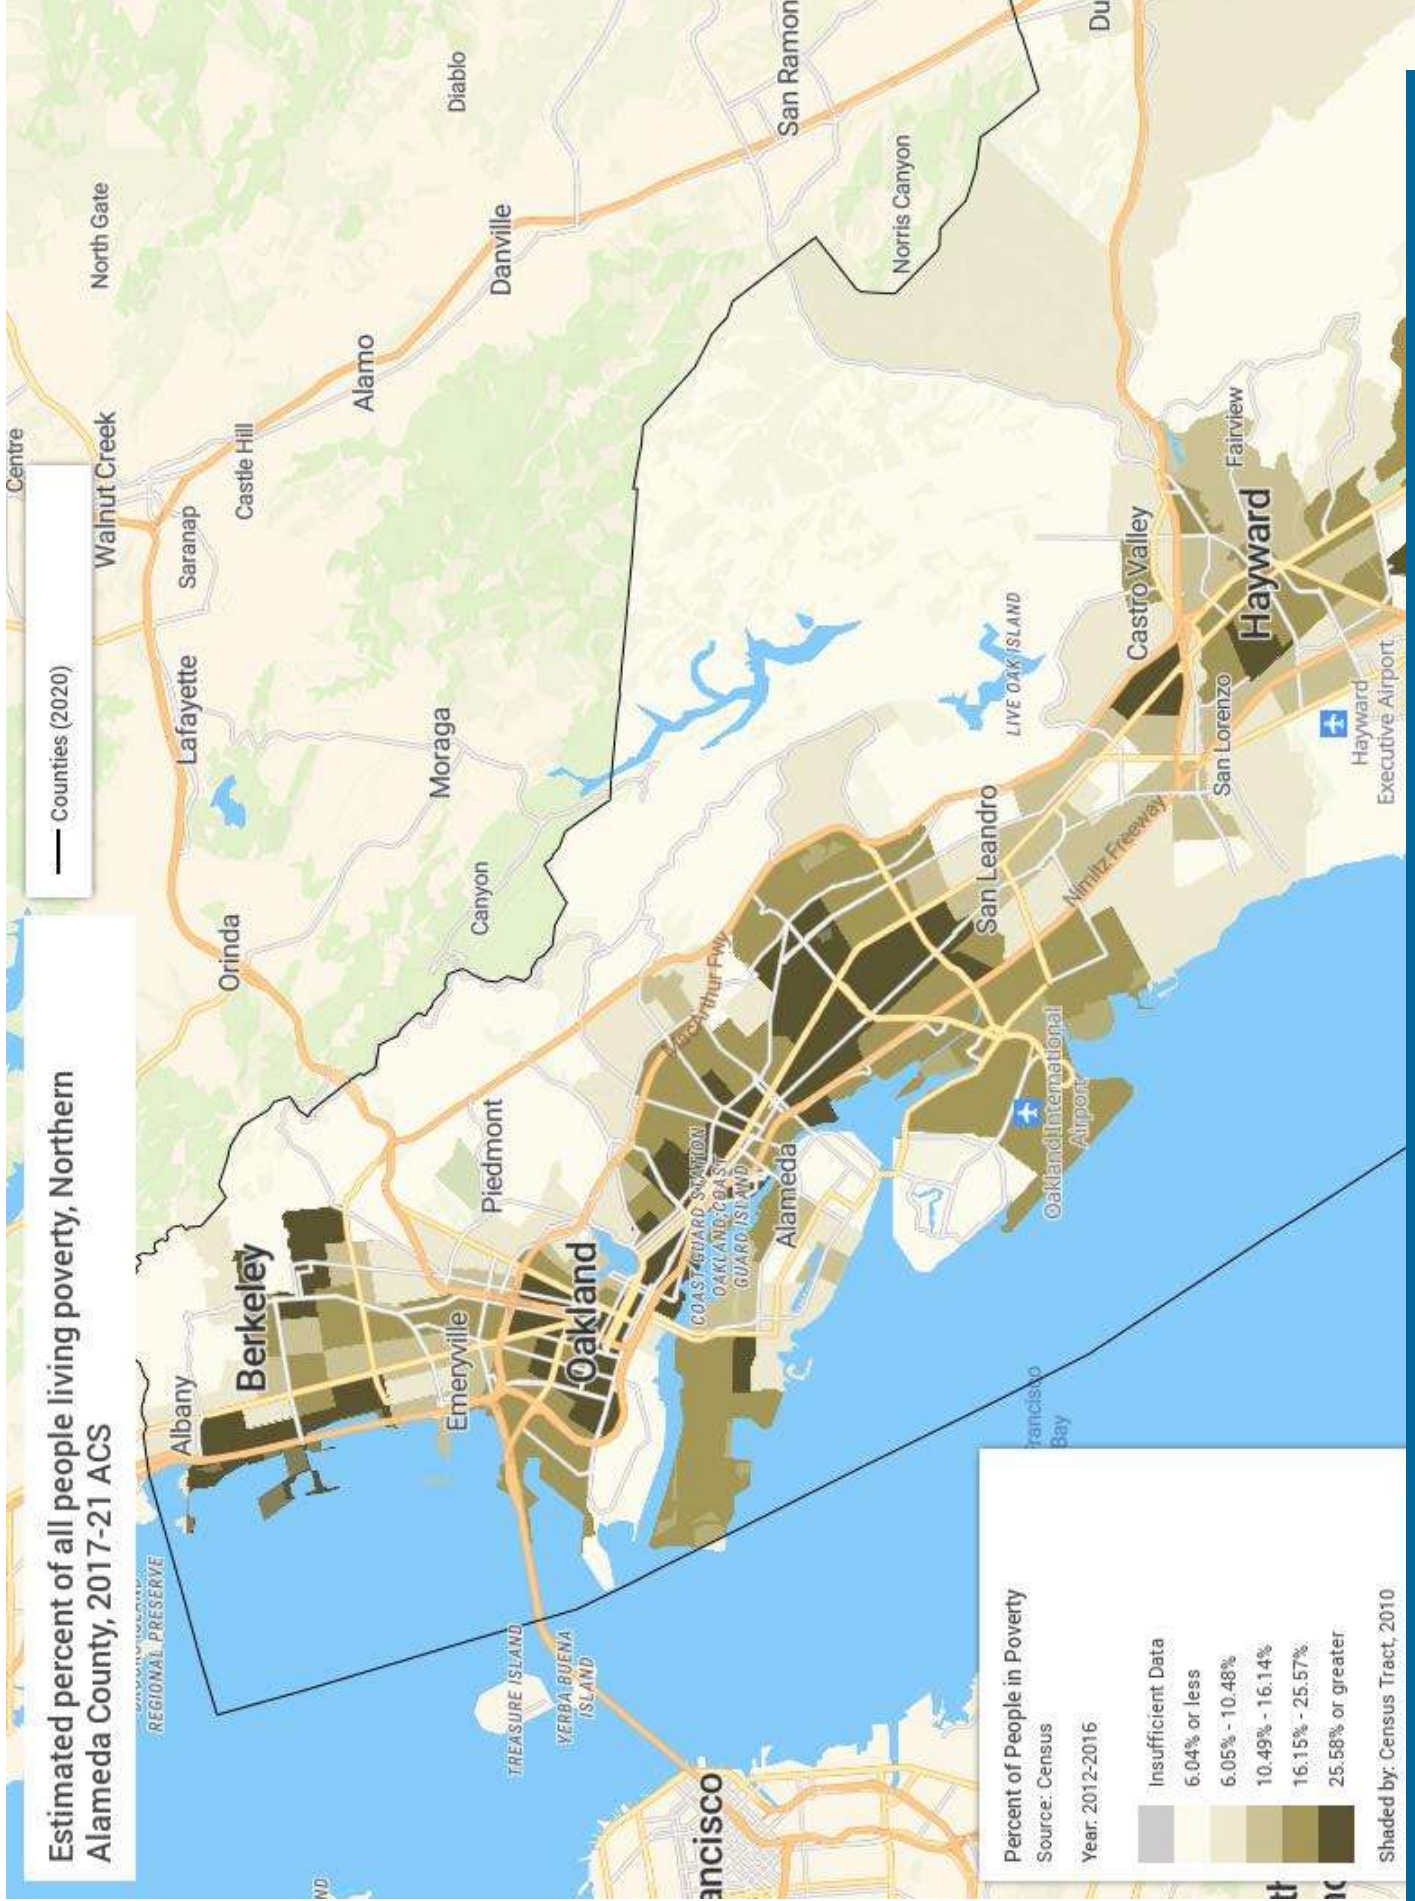 Estimated percent of all people living poverty, Northern
Alameda County, 2017-21 ACS
Counties (2020)
Centre
Walnut Creek
North Gate
Saranap
Castle Hill
Diablo
Lafayette
Alamo
Danville
San Ramon
Du
Orinda
Moraga
Canyon
Norris Canyon
REGIONAL PRESERVE
Albany
Berkeley
Piedmont
Emeryville
Oakland
MacArthur Fwy
LIVE OAK ISLAND
Castro Valley
Fairview
Hayward
San Leandro
San Lorenzo
Nimitz Freeway
Hayward
Executive Airport
COAST GUARD STATION
OAKLAND;COAST
GUARD ISLAND
Alameda
Oakland International
Airport
TREASURE ISLAND
YERBA BUENA
ISLAND
ND
ancisco
rancisco
Bay
Percent of People in Poverty
Source: Census
Year: 2012-2016
Insufficient Data
6.04% or less
6.05% - 10.48%
10.49% - 16.14%
16.15% - 25.57%
25.58% or greater
Shaded by: Census Tract, 2010